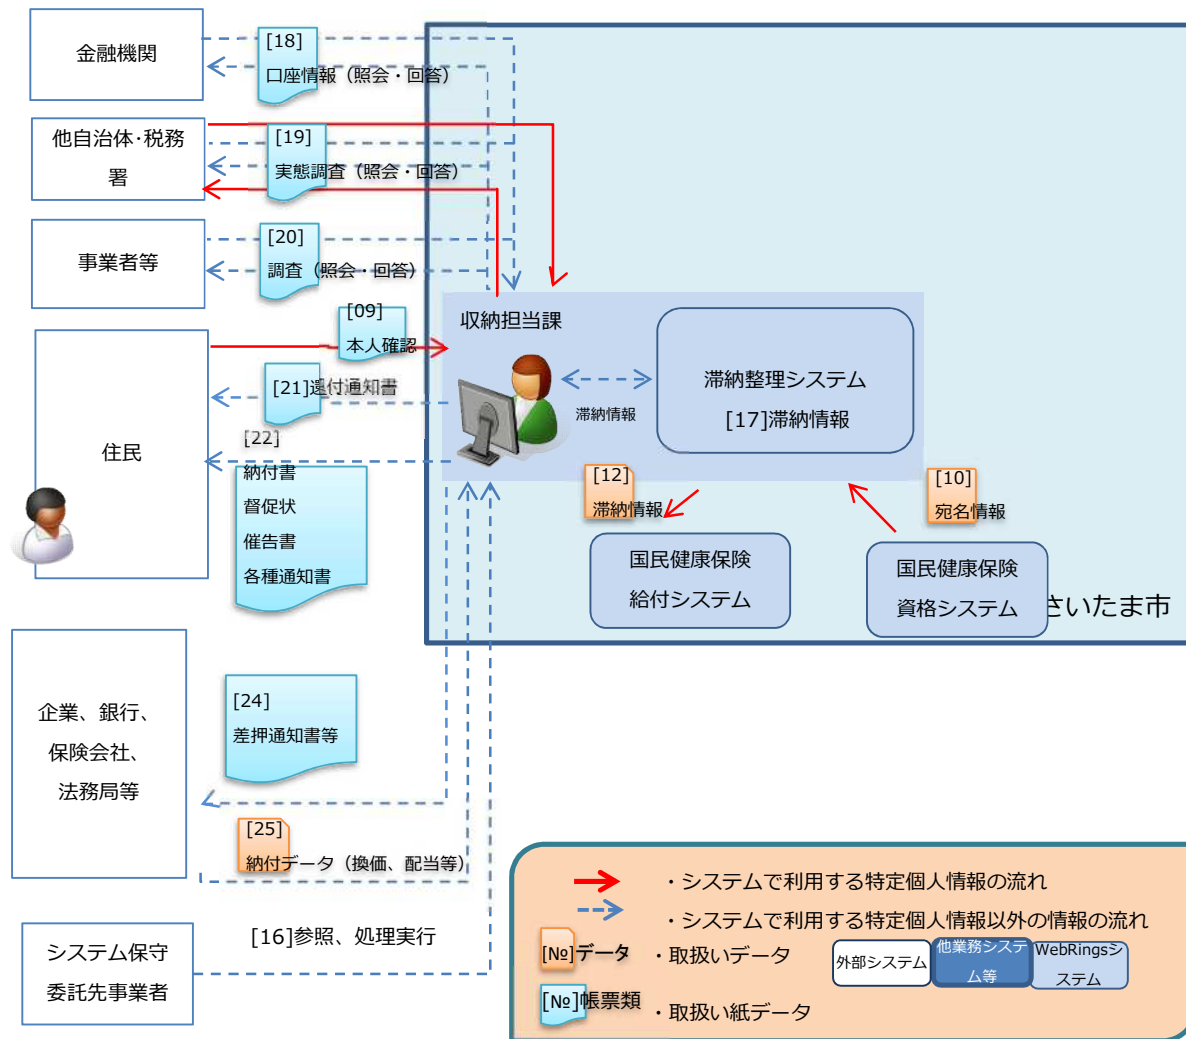 金融機関
[18]
口座情報（照会・回答）
他自治体・税務
署
[19]
実態調査（照会・回答）
事業者等
[20]
調査（照会・回答）
[09]
本人確認
[21]還付通知書
住民
[22]
納付書
督促状
催告書
各種通知書
収納担当課
滞納情報
滞納整理システム
[17]滞納情報
[12]
滞納情報
[10]
宛名情報
国民健康保険
給付システム
国民健康保険
資格システム
さいたま市
企業、銀行、
保険会社、
法務局等
[24]
差押通知書等
[25]
納付データ（換価、配当等）
システム保守
委託先事業者
[16]参照、処理実行
・システムで利用する特定個人情報の流れ
・システムで利用する特定個人情報以外の情報の流れ
[№]データ ・取扱いデータ
外部システム
他業務システ
ム等
WebRingsシ
ステム
[№]帳票類 ・取扱い紙データ